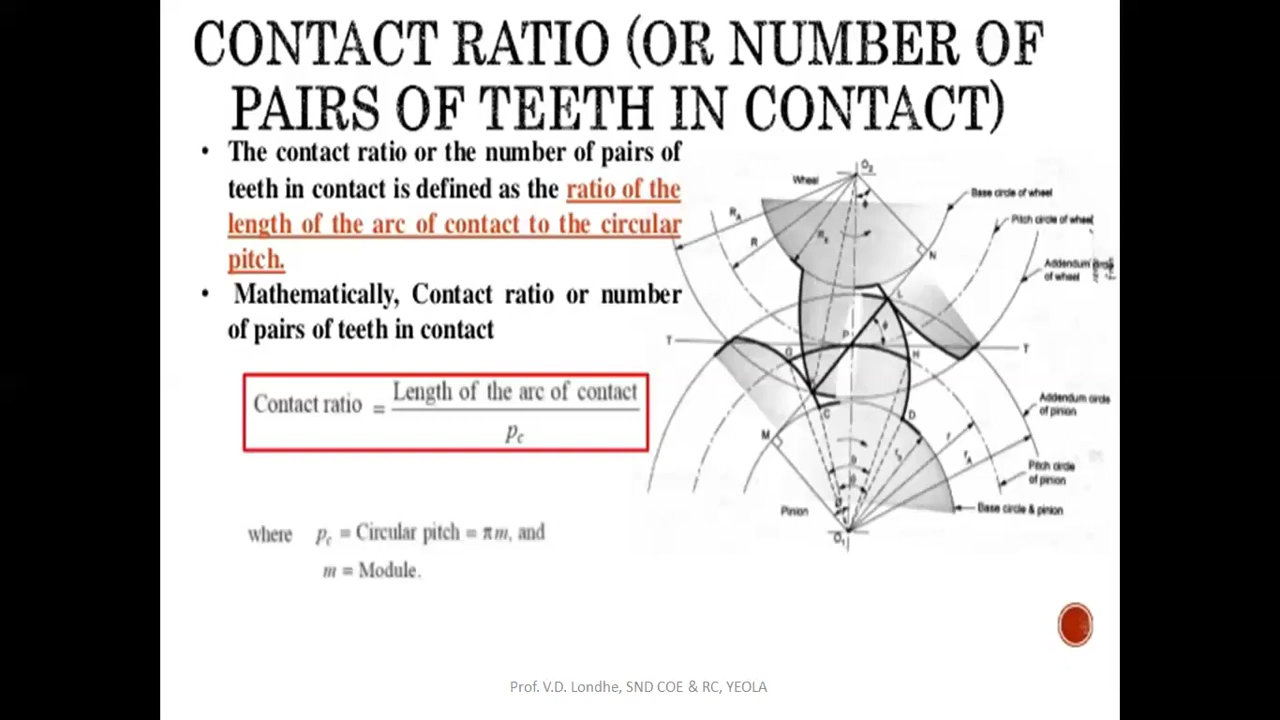 CONTACT RATIO (OR NUMBER OF
PAIRS OF TEETH IN CONTACT)
• The contact ratio or the number of pairs of
teeth in contact is defined as the ratio of the
length of the arc of contact to the circular
pitch.
• Mathematically, Contact ratio or number
of pairs of teeth in contact
Contact ratio = Length of the arc of contact
p_c
where p_c = Circular pitch = πm, and
m = Module.
O₂
Wheel
Base circle of wheel
R_A
Pitch circle of wheel
R
N
Addendum circle
of wheel
L
P
ϕ
T
T
G
H
Addendum circle
of pinion
C
D
M
r
r_A
Pitch circle
of pinion
Pinion
Base circle & pinion
O₁
Prof. V.D. Londhe, SND COE & RC, YEOLA